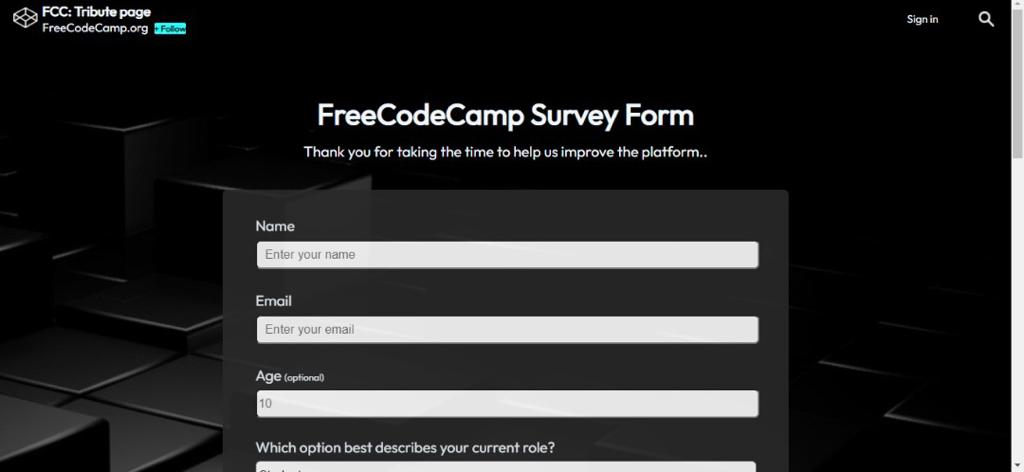 FCC: Tribute page
FreeCodeCamp.org + Follow
Sign in
FreeCodeCamp Survey Form
Thank you for taking the time to help us improve the platform..
Name
Enter your name
Email
Enter your email
Age (optional)
10
Which option best describes your current role?